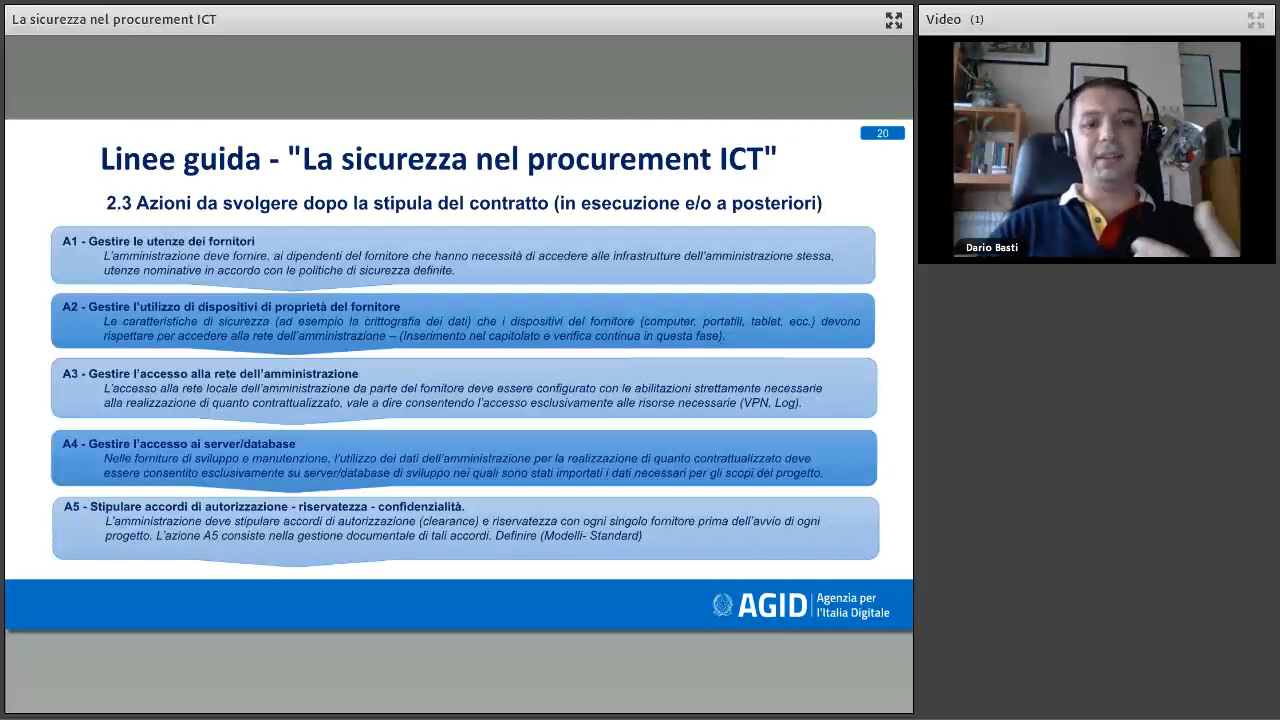 La sicurezza nel procurement ICT
Video (1)
20
Linee guida - "La sicurezza nel procurement ICT"
2.3 Azioni da svolgere dopo la stipula del contratto (in esecuzione e/o a posteriori)
A1 - Gestire le utenze dei fornitori
L'amministrazione deve fornire, ai dipendenti del fornitore che hanno necessità di accedere alle infrastrutture dell'amministrazione stessa,
utenze nominative in accordo con le politiche di sicurezza definite.
A2 - Gestire l'utilizzo di dispositivi di proprietà del fornitore
Le caratteristiche di sicurezza (ad esempio la crittografia dei dati) che i dispositivi del fornitore (computer, portatili, tablet, ecc.) devono
rispettare per accedere alla rete dell'amministrazione – (Inserimento nel capitolato e verifica continua in questa fase).
A3 - Gestire l'accesso alla rete dell'amministrazione
L'accesso alla rete locale dell'amministrazione da parte del fornitore deve essere configurato con le abilitazioni strettamente necessarie
alla realizzazione di quanto contrattualizzato, vale a dire consentendo l'accesso esclusivamente alle risorse necessarie (VPN, Log).
A4 - Gestire l'accesso ai server/database
Nelle forniture di sviluppo e manutenzione, l'utilizzo dei dati dell'amministrazione per la realizzazione di quanto contrattualizzato deve
essere consentito esclusivamente su server/database di sviluppo nei quali sono stati importati i dati necessari per gli scopi del progetto.
A5 - Stipulare accordi di autorizzazione - riservatezza - confidenzialità.
L'amministrazione deve stipulare accordi di autorizzazione (clearance) e riservatezza con ogni singolo fornitore prima dell'avvio di ogni
progetto. L'azione A5 consiste nella gestione documentale di tali accordi. Definire (Modelli- Standard)
AGID
Agenzia per
l'Italia Digitale
Dario Basti